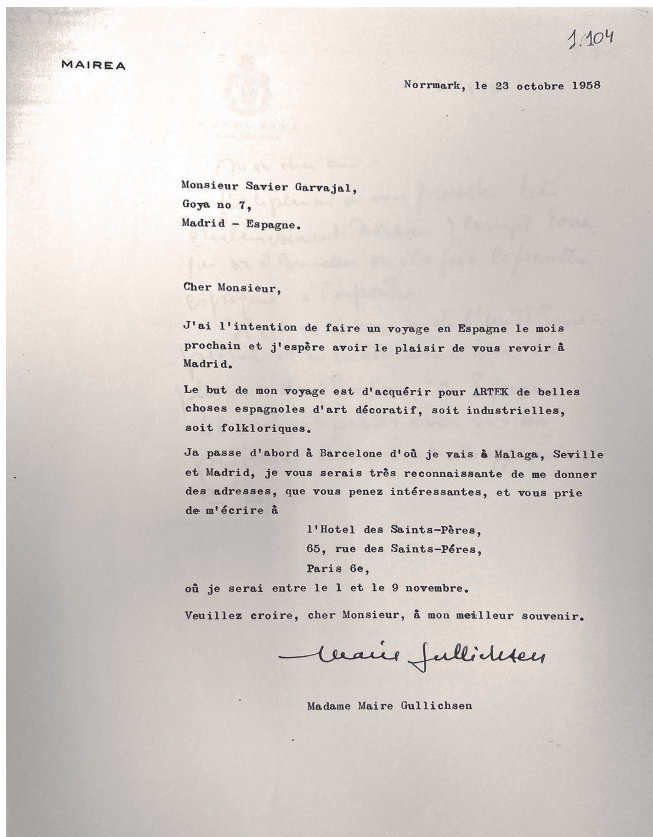 1.104
MAIREA
Norrmark, le 23 octobre 1958
Monsieur Savier Garvajal,
Goya no 7,
Madrid - Espagne.
Cher Monsieur,
J'ai l'intention de faire un voyage en Espagne le mois
prochain et j'espère avoir le plaisir de vous revoir à
Madrid.
Le but de mon voyage est d'acquérir pour ARTEK de belles
choses espagnoles d'art décoratif, soit industrielles,
soit folkloriques.
Ja passe d'abord à Barcelone d'où je vais à Malaga, Seville
et Madrid, je vous serais très reconnaissante de me donner
des adresses, que vous penez intéressantes, et vous prie
de m'écrire à
l'Hotel des Saints-Pères,
65, rue des Saints-Péres,
Paris 6e,
où je serai entre le 1 et le 9 novembre.
Veuillez croire, cher Monsieur, à mon meilleur souvenir.
Maire Gullichsen
Madame Maire Gullichsen